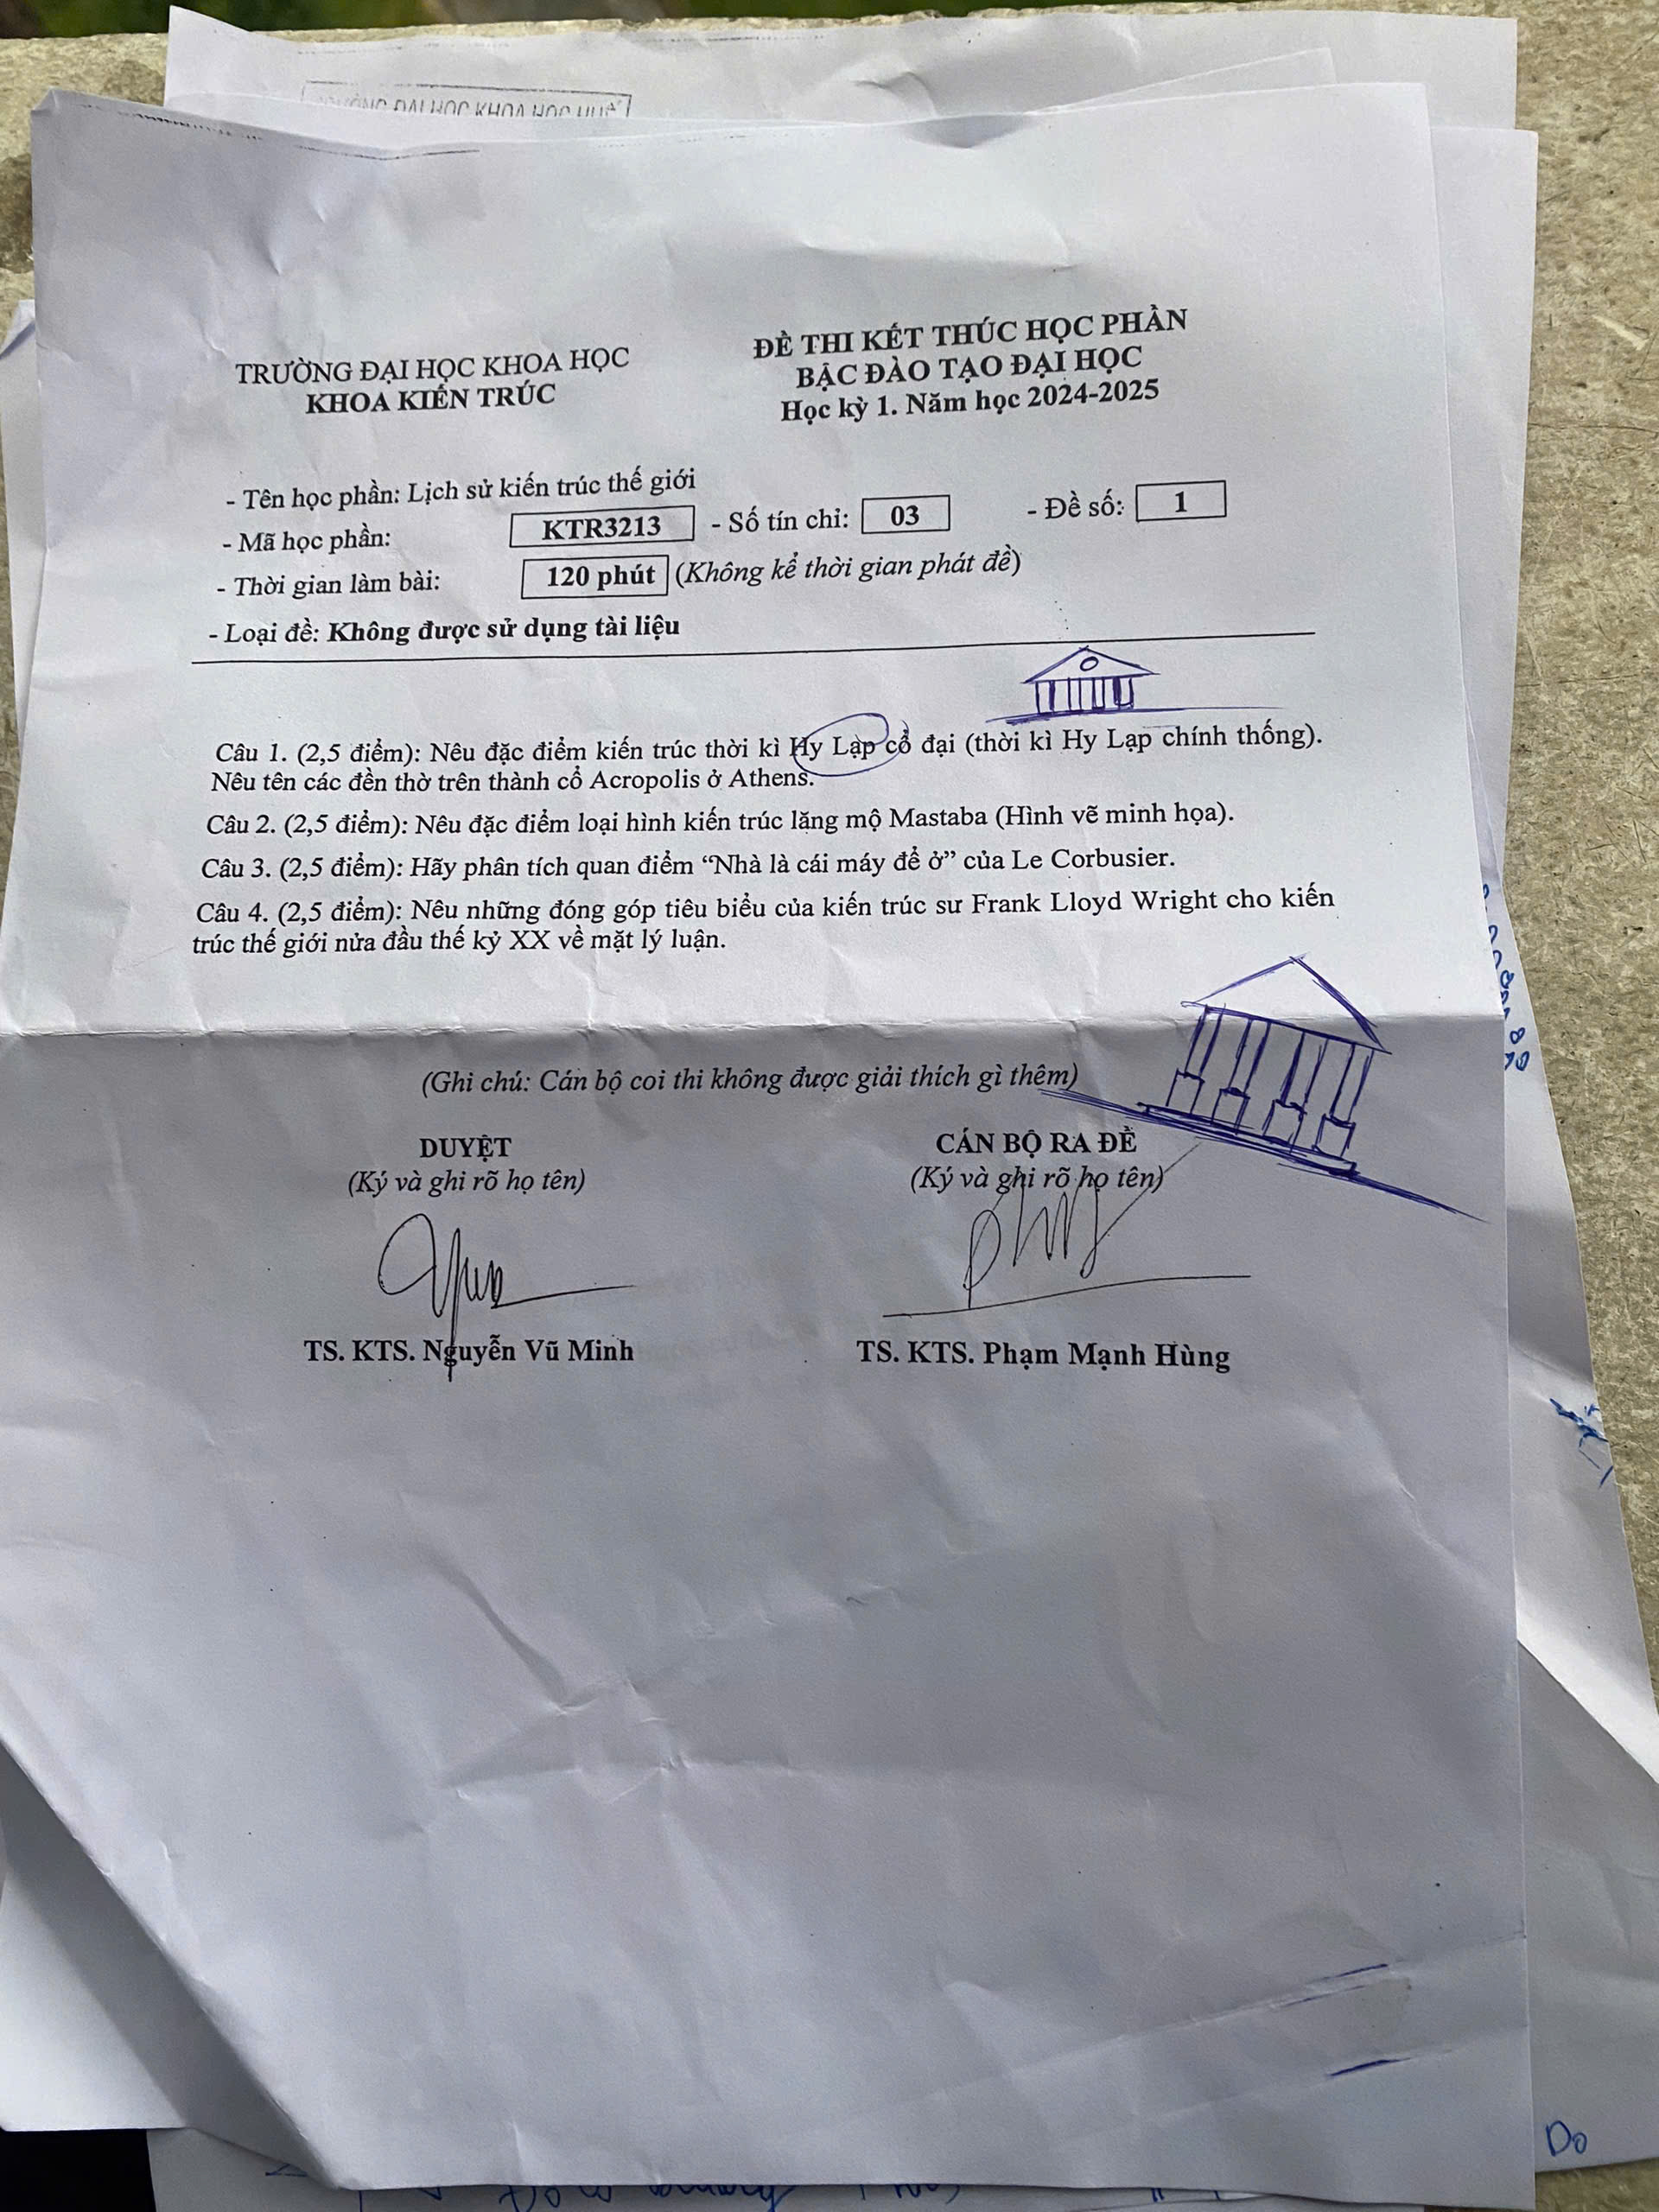 TRƯỜNG ĐẠI HỌC KHOA HỌC HUẾ
TRƯỜNG ĐẠI HỌC KHOA HỌC
KHOA KIẾN TRÚC
ĐỀ THI KẾT THÚC HỌC PHẦN
BẬC ĐÀO TẠO ĐẠI HỌC
Học kỳ 1. Năm học 2024-2025
- Tên học phần: Lịch sử kiến trúc thế giới
- Mã học phần: KTR3213 - Số tín chỉ: 03 - Đề số: 1
- Thời gian làm bài: 120 phút (Không kể thời gian phát đề)
- Loại đề: Không được sử dụng tài liệu
Câu 1. (2,5 điểm): Nêu đặc điểm kiến trúc thời kì Hy Lạp cổ đại (thời kì Hy Lạp chính thống).
Nêu tên các đền thờ trên thành cổ Acropolis ở Athens.
Câu 2. (2,5 điểm): Nêu đặc điểm loại hình kiến trúc lăng mộ Mastaba (Hình vẽ minh họa).
Câu 3. (2,5 điểm): Hãy phân tích quan điểm “Nhà là cái máy để ở” của Le Corbusier.
Câu 4. (2,5 điểm): Nêu những đóng góp tiêu biểu của kiến trúc sư Frank Lloyd Wright cho kiến
trúc thế giới nửa đầu thế kỷ XX về mặt lý luận.
(Ghi chú: Cán bộ coi thi không được giải thích gì thêm)
DUYỆT
(Ký và ghi rõ họ tên)
TS. KTS. Nguyễn Vũ Minh
CÁN BỘ RA ĐỀ
(Ký và ghi rõ họ tên)
TS. KTS. Phạm Mạnh Hùng
Do